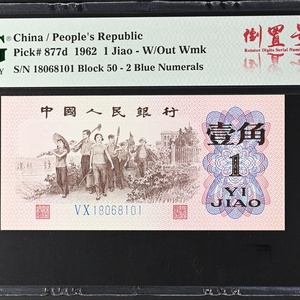 G
China / People's Republic
Pick# 877d 1962 1 Jiao - W/Out Wmk
S/N 18068101 Block 50 - 2 Blue Numerals
倒置号
中國人民銀行
壹角
1
YI
JIAO
VX18068101